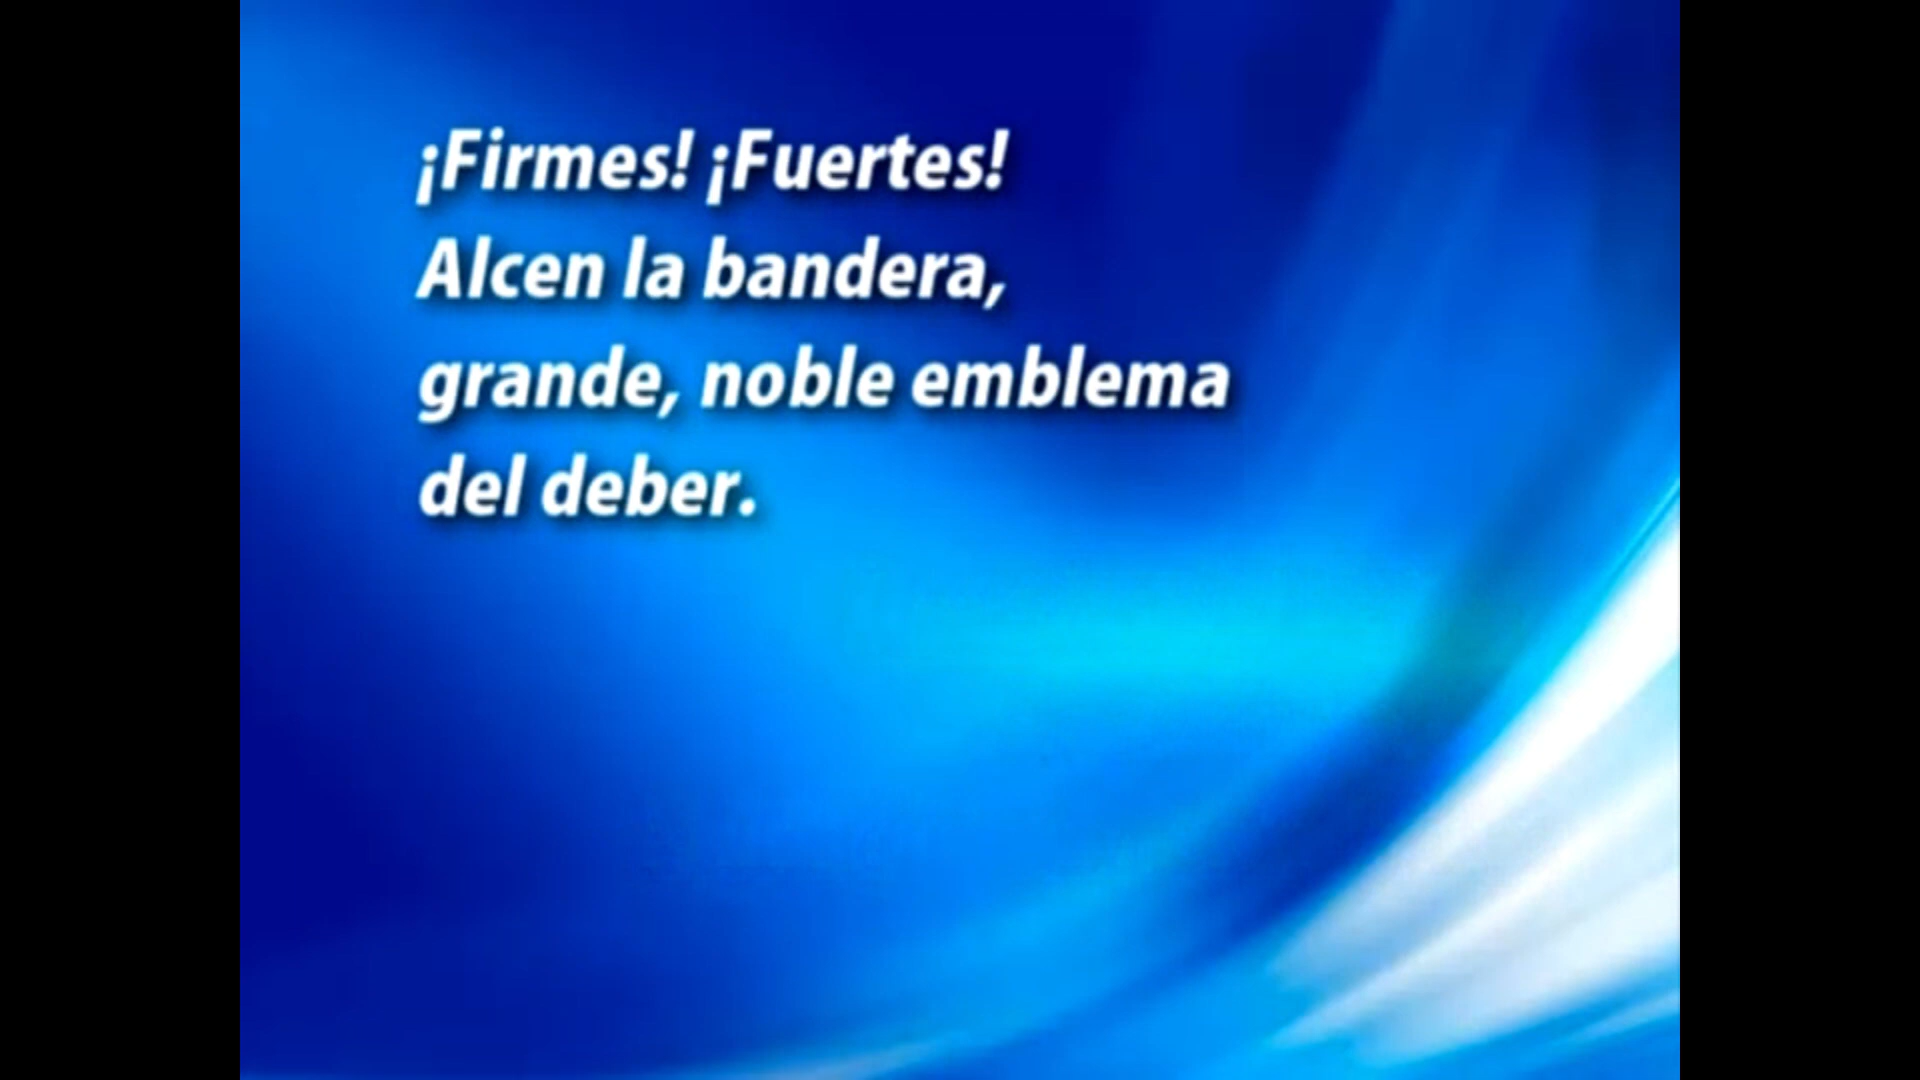 ¡Firmes! ¡Fuertes!
Alcen la bandera,
grande, noble emblema
del deber.